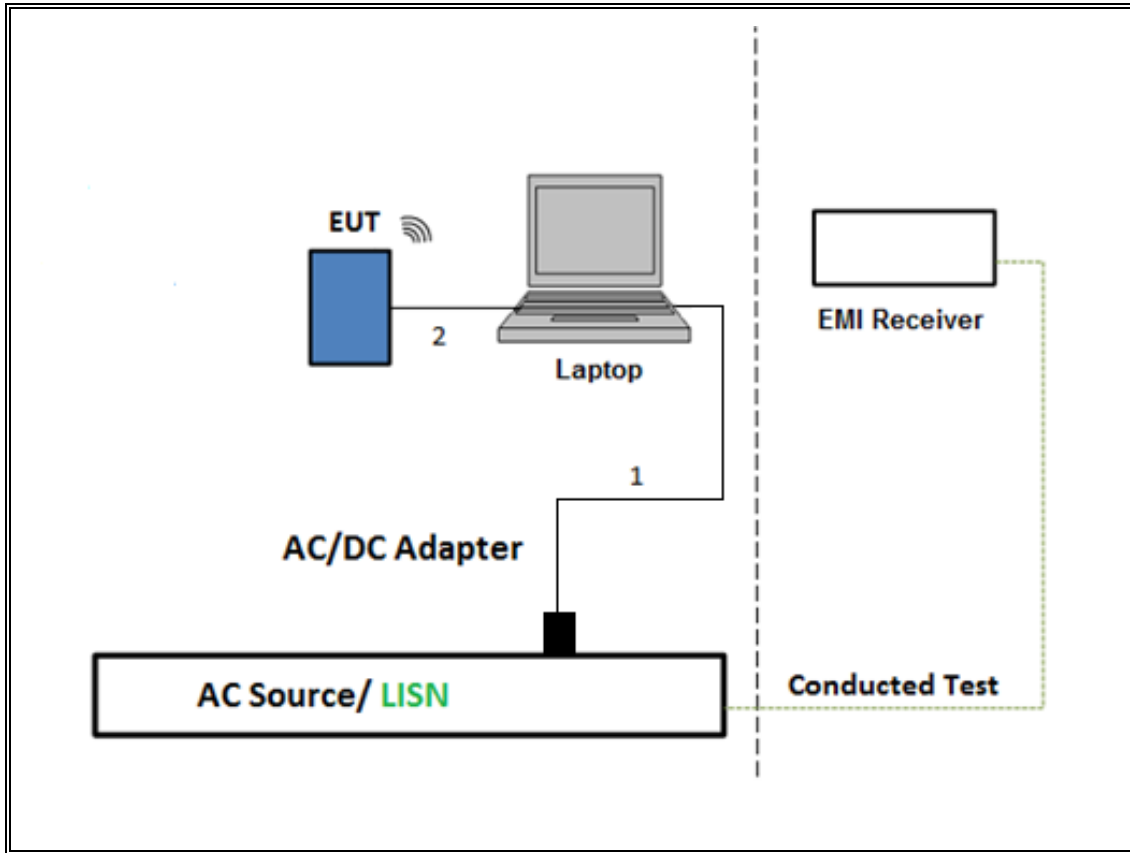 EUT
2
Laptop
EMI Receiver
1
AC/DC Adapter
AC Source/ LISN
Conducted Test